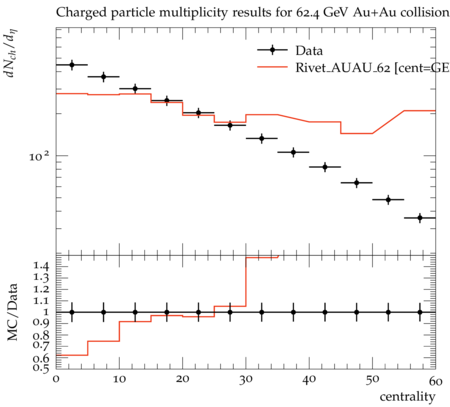 Charged particle multiplicity results for 62.4 GeV Au+Au collision
dN_ch/d_η
Data
Rivet_AUAU_62 [cent=GE
10^2
MC/Data
1.4
1.3
1.2
1.1
1
0.9
0.8
0.7
0.6
0.5
0 10 20 30 40 50 60
centrality